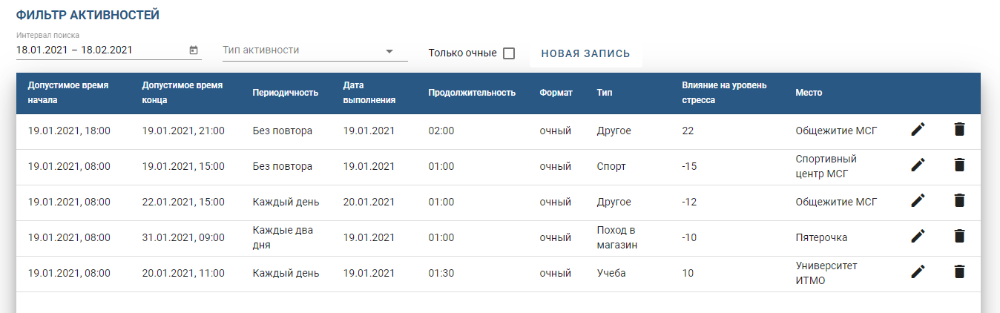 ФИЛЬТР АКТИВНОСТЕЙ
Интервал поиска
18.01.2021 – 18.02.2021
Тип активности
Только очные
НОВАЯ ЗАПИСЬ
Допустимое время начала Допустимое время конца Периодичность Дата выполнения Продолжительность Формат Тип Влияние на уровень стресса Место
19.01.2021, 18:00 19.01.2021, 21:00 Без повтора 19.01.2021 02:00 очный Другое 22 Общежитие МСГ
19.01.2021, 08:00 19.01.2021, 15:00 Без повтора 19.01.2021 01:00 очный Спорт -15 Спортивный центр МСГ
19.01.2021, 08:00 22.01.2021, 15:00 Каждый день 20.01.2021 01:00 очный Другое -12 Общежитие МСГ
19.01.2021, 08:00 31.01.2021, 09:00 Каждые два дня 19.01.2021 01:00 очный Поход в магазин -10 Пятерочка
19.01.2021, 08:00 20.01.2021, 11:00 Каждый день 19.01.2021 01:30 очный Учеба 10 Университет ИТМО